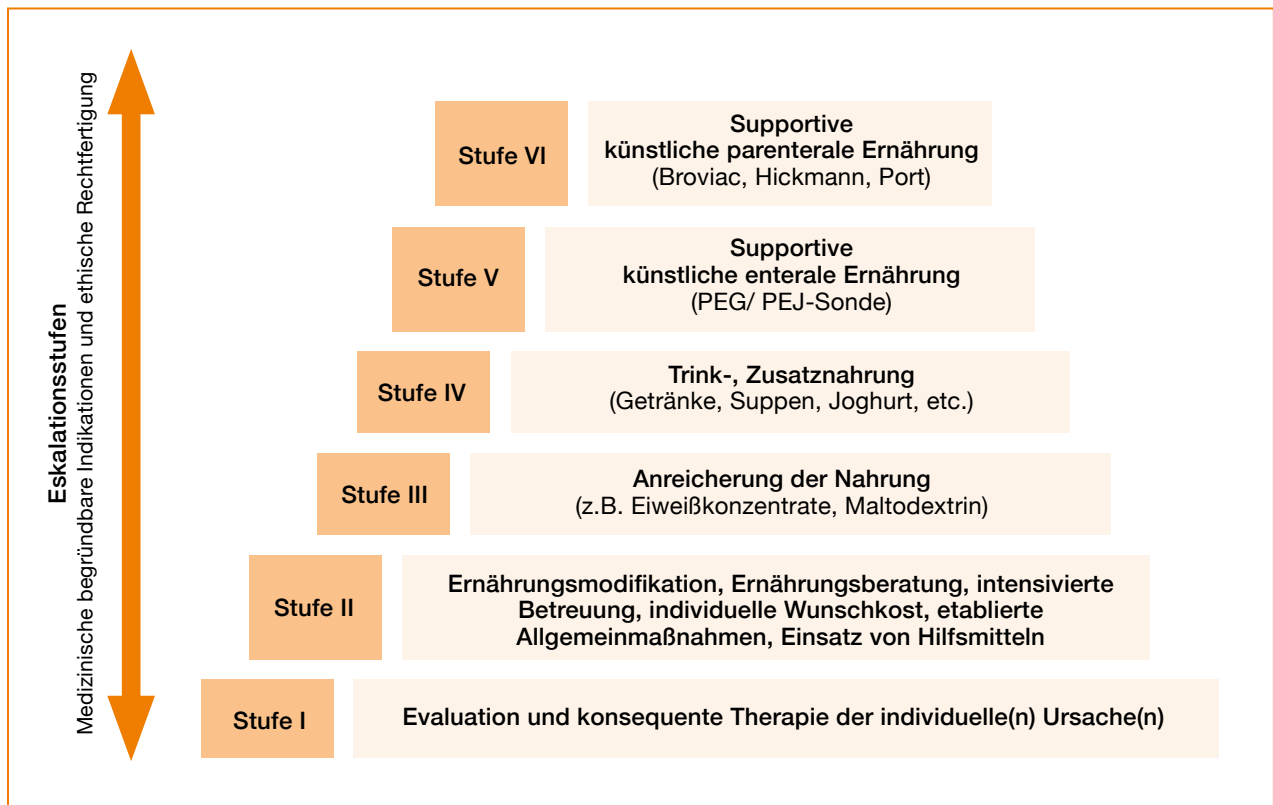 Eskalationsstufen
Medizinische begründbare Indikationen und ethische Rechtfertigung
Stufe VI
Supportive
künstliche parenterale Ernährung
(Broviac, Hickmann, Port)
Stufe V
Supportive
künstliche enterale Ernährung
(PEG/ PEJ-Sonde)
Stufe IV
Trink-, Zusatznahrung
(Getränke, Suppen, Joghurt, etc.)
Stufe III
Anreicherung der Nahrung
(z.B. Eiweißkonzentrate, Maltodextrin)
Stufe II
Ernährungsmodifikation, Ernährungsberatung, intensivierte
Betreuung, individuelle Wunschkost, etablierte
Allgemeinmaßnahmen, Einsatz von Hilfsmitteln
Stufe I
Evaluation und konsequente Therapie der individuelle(n) Ursache(n)